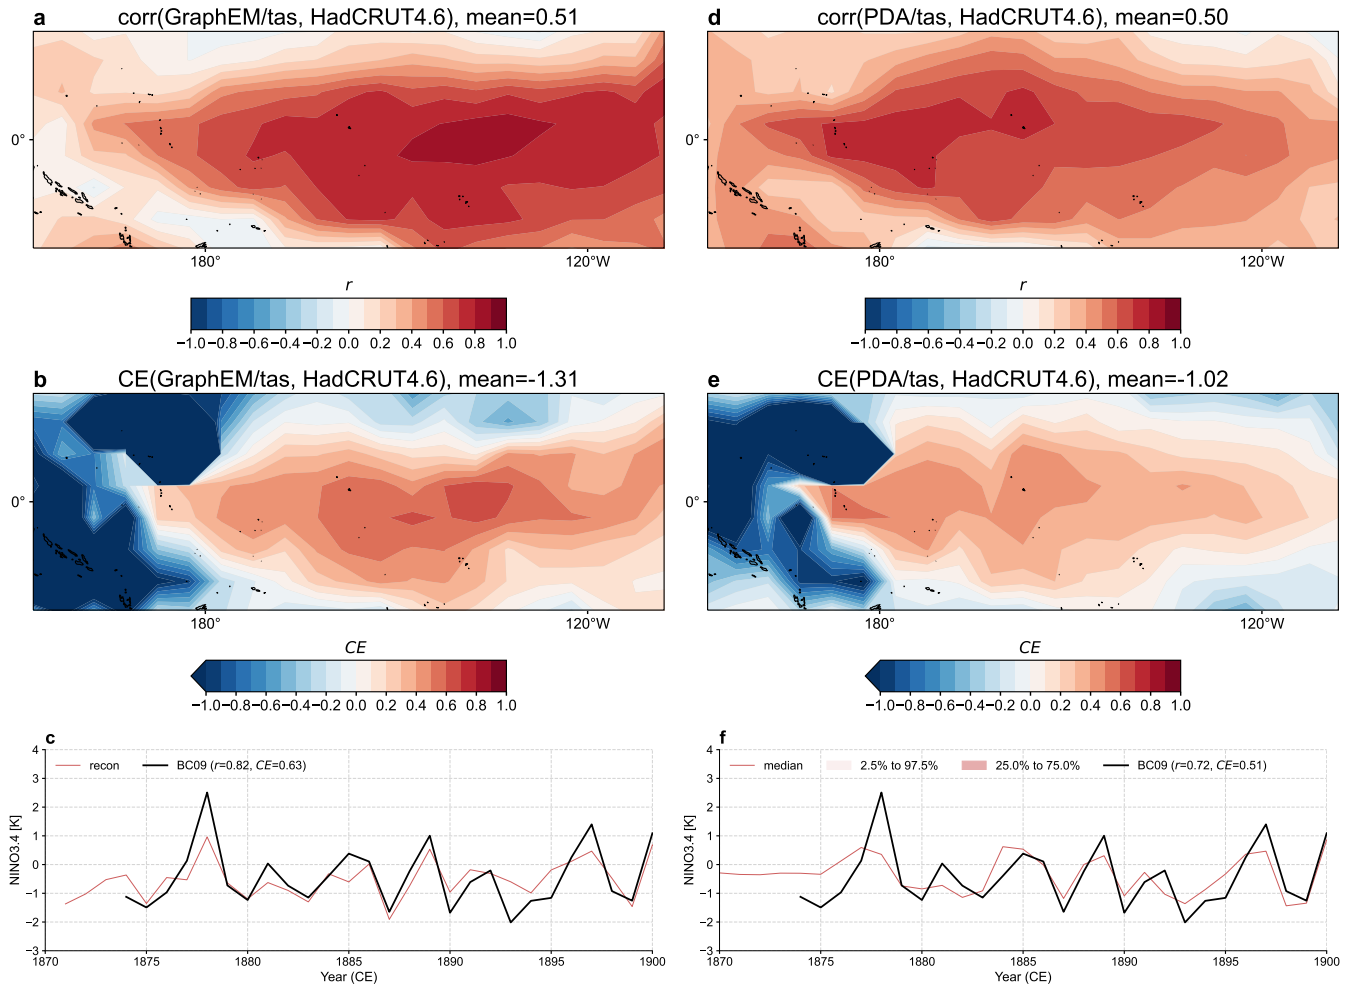 a corr(GraphEM/tas, HadCRUT4.6), mean=0.51
0°
180° 120°W
r
−1.0 −0.8 −0.6 −0.4 −0.2 0.0 0.2 0.4 0.6 0.8 1.0
d corr(PDA/tas, HadCRUT4.6), mean=0.50
0°
180° 120°W
r
−1.0 −0.8 −0.6 −0.4 −0.2 0.0 0.2 0.4 0.6 0.8 1.0
b CE(GraphEM/tas, HadCRUT4.6), mean=-1.31
0°
180° 120°W
CE
−1.0 −0.8 −0.6 −0.4 −0.2 0.0 0.2 0.4 0.6 0.8 1.0
e CE(PDA/tas, HadCRUT4.6), mean=-1.02
0°
180° 120°W
CE
−1.0 −0.8 −0.6 −0.4 −0.2 0.0 0.2 0.4 0.6 0.8 1.0
c
recon BC09 (r=0.82, CE=0.63)
NINO3.4 [K]
4
3
2
1
0
−1
−2
−3
1870 1875 1880 1885 1890 1895 1900
Year (CE)
f
median 2.5% to 97.5% 25.0% to 75.0% BC09 (r=0.72, CE=0.51)
NINO3.4 [K]
4
3
2
1
0
−1
−2
−3
1870 1875 1880 1885 1890 1895 1900
Year (CE)